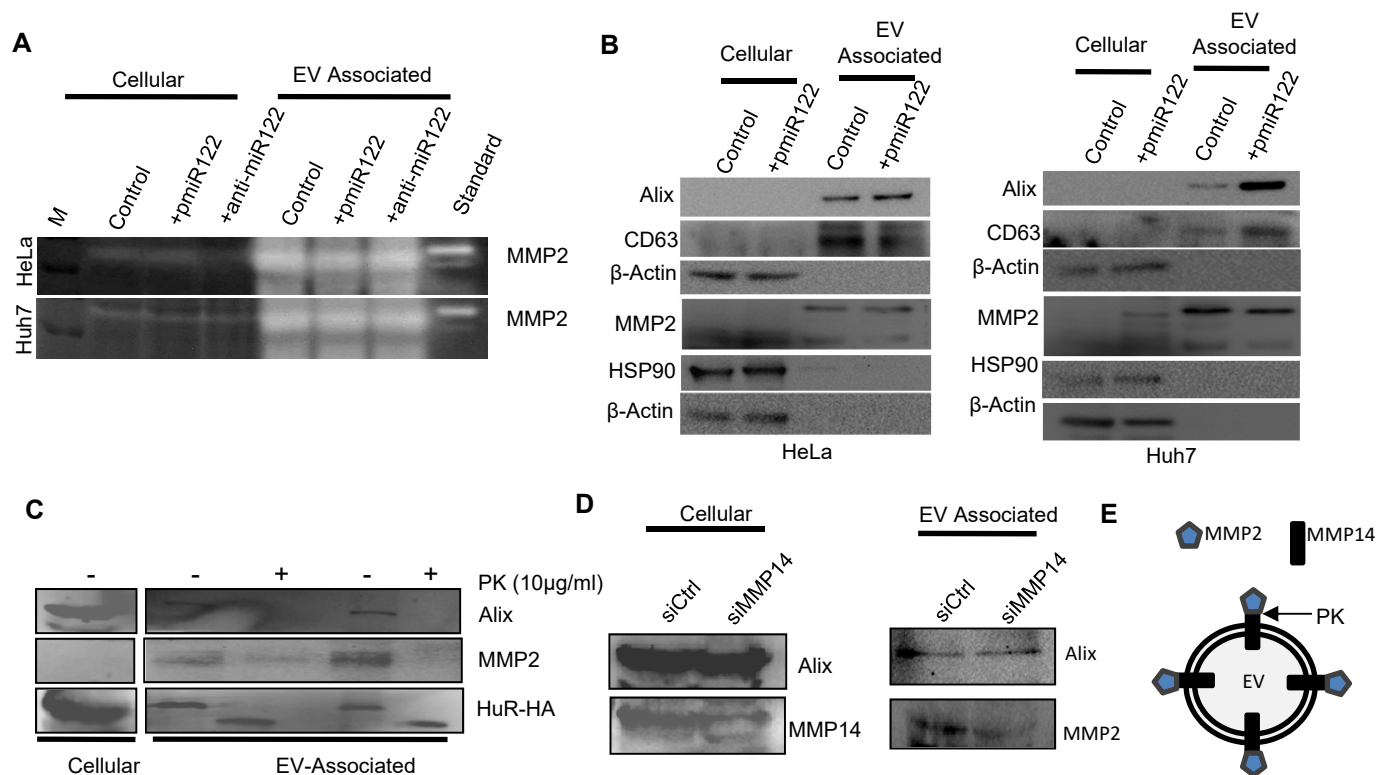 A
Cellular
EV Associated
M
Control
+pmiR122
+anti-miR122
Control
+pmiR122
+anti-miR122
Standard
HeLa
MMP2
Huh7
MMP2
B
Cellular
EV
Associated
Control
+pmiR122
Control
+pmiR122
Alix
CD63
β-Actin
MMP2
HSP90
β-Actin
HeLa
Cellular
EV
Associated
Control
+pmiR122
Control
+pmiR122
Alix
CD63
β-Actin
MMP2
HSP90
β-Actin
Huh7
C
- - + - +
PK (10µg/ml)
Alix
MMP2
HuR-HA
Cellular
EV-Associated
D
Cellular
siCtrl
siMMP14
Alix
MMP14
EV Associated
siCtrl
siMMP14
Alix
MMP2
E
MMP2
MMP14
PK
EV